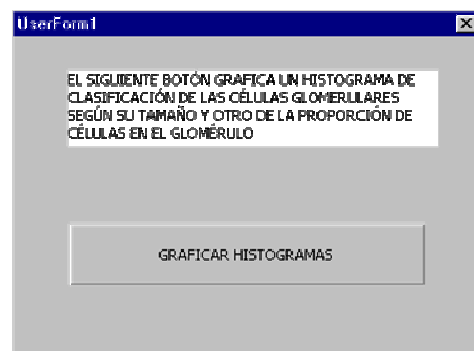 UserForm1
EL SIGUIENTE BOTÓN GRAFICA UN HISTOGRAMA DE
CLASIFICACIÓN DE LAS CÉLULAS GLOMERULARES
SEGÚN SU TAMAÑO Y OTRO DE LA PROPORCIÓN DE
CÉLULAS EN EL GLOMÉRULO
GRAFICAR HISTOGRAMAS